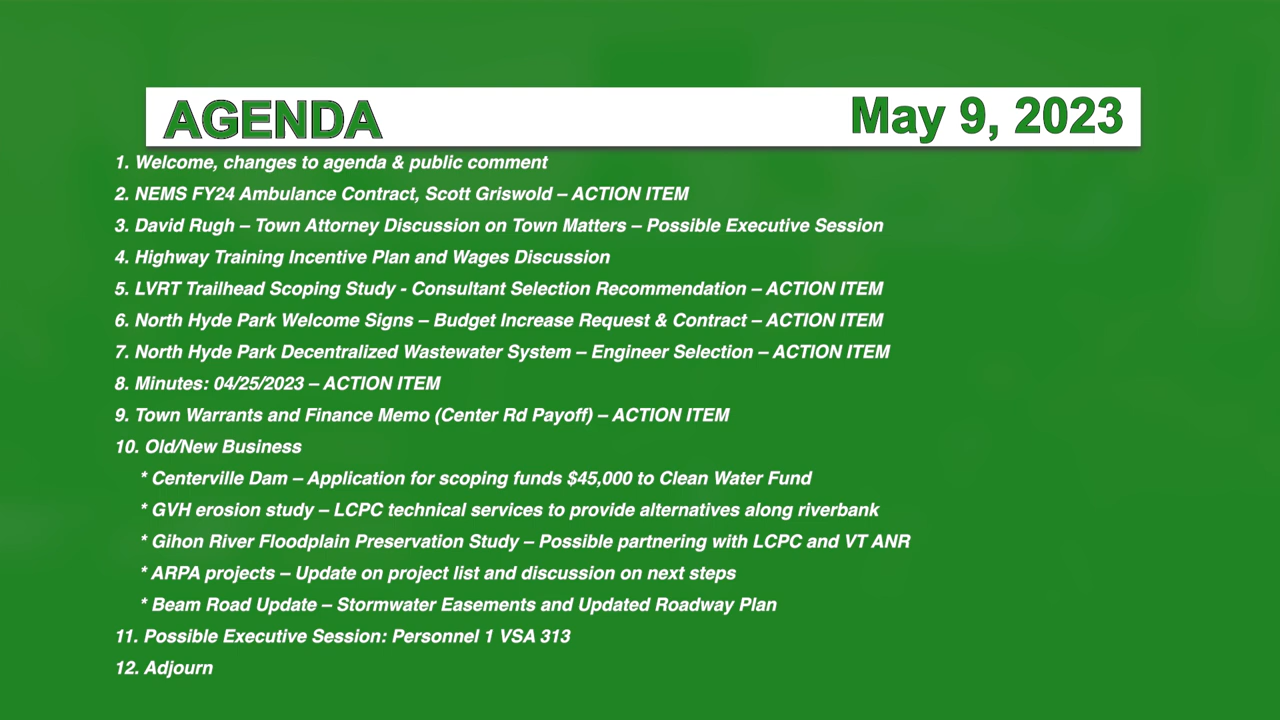 AGENDA
May 9, 2023
1. Welcome, changes to agenda & public comment
2. NEMS FY24 Ambulance Contract, Scott Griswold – ACTION ITEM
3. David Rugh – Town Attorney Discussion on Town Matters – Possible Executive Session
4. Highway Training Incentive Plan and Wages Discussion
5. LVRT Trailhead Scoping Study - Consultant Selection Recommendation – ACTION ITEM
6. North Hyde Park Welcome Signs – Budget Increase Request & Contract – ACTION ITEM
7. North Hyde Park Decentralized Wastewater System – Engineer Selection – ACTION ITEM
8. Minutes: 04/25/2023 – ACTION ITEM
9. Town Warrants and Finance Memo (Center Rd Payoff) – ACTION ITEM
10. Old/New Business
* Centerville Dam – Application for scoping funds $45,000 to Clean Water Fund
* GVH erosion study – LCPC technical services to provide alternatives along riverbank
* Gihon River Floodplain Preservation Study – Possible partnering with LCPC and VT ANR
* ARPA projects – Update on project list and discussion on next steps
* Beam Road Update – Stormwater Easements and Updated Roadway Plan
11. Possible Executive Session: Personnel 1 VSA 313
12. Adjourn